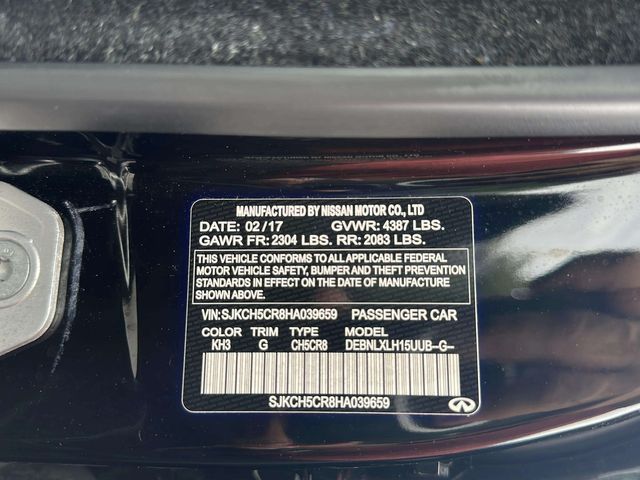 MANUFACTURED BY NISSAN MOTOR CO., LTD
DATE: 02/17 GVWR: 4387 LBS.
GAWR FR: 2304 LBS. RR: 2083 LBS.
THIS VEHICLE CONFORMS TO ALL APPLICABLE FEDERAL
MOTOR VEHICLE SAFETY, BUMPER AND THEFT PREVENTION
STANDARDS IN EFFECT ON THE DATE OF MANUFACTURE
SHOWN ABOVE.
VIN: SJKCH5CR8HA039659 PASSENGER CAR
COLOR TRIM TYPE MODEL
KH3 G CH5CR8 DEBNLXLH15UUB-G-
SJKCH5CR8HA039659